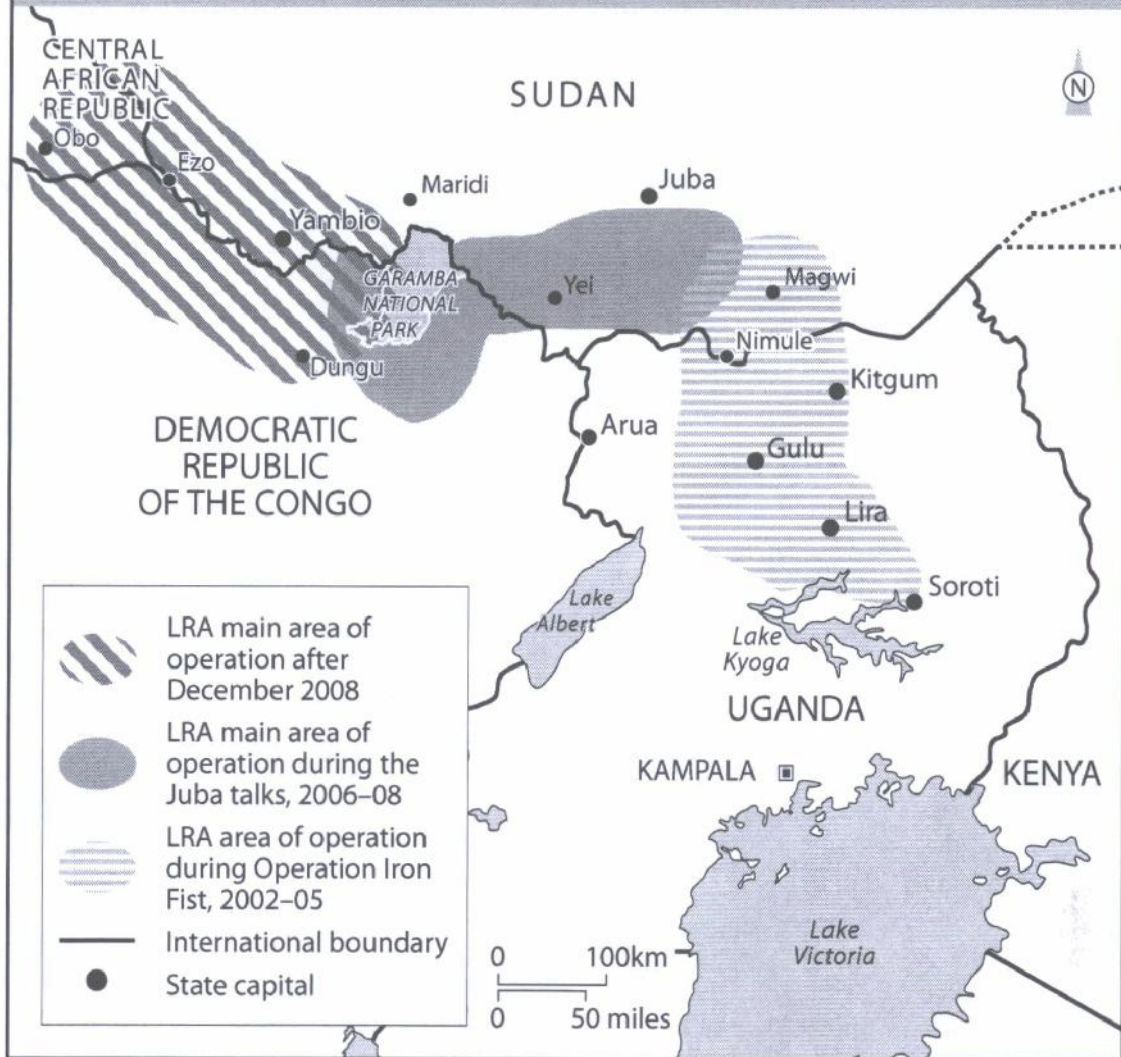 CENTRAL
AFRICAN
REPUBLIC
SUDAN
N
Obo
Ezo
Maridi
Juba
Yambio
GARAMBA
NATIONAL
PARK
Yei
Magwi
Nimule
Dungu
Kitgum
DEMOCRATIC
REPUBLIC
OF THE CONGO
Arua
Gulu
Lira
Soroti
Lake
Albert
Lake
Kyoga
UGANDA
KAMPALA
KENYA
Lake
Victoria
LRA main area of
operation after
December 2008
LRA main area of
operation during the
Juba talks, 2006–08
LRA area of operation
during Operation Iron
Fist, 2002–05
International boundary
State capital
0 100km
0 50 miles